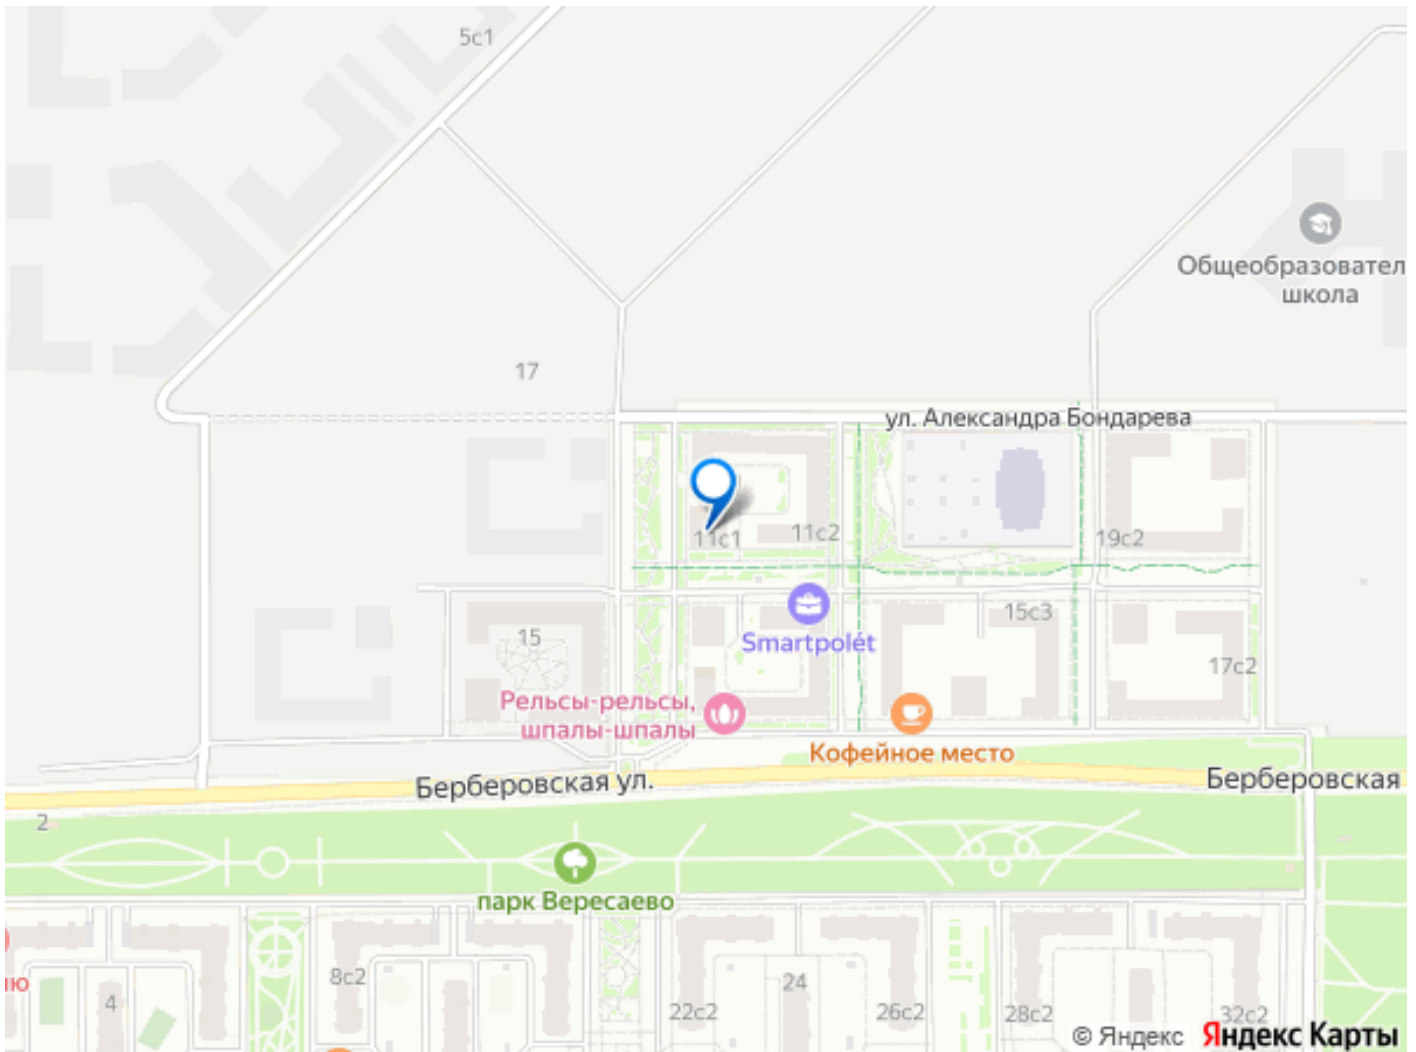 5с1
Общеобразовател
школа
17
ул. Александра Бондарева
11с1
11с2
19с2
15
15с3
Smartpolét
17с2
Рельсы-рельсы,
шпалы-шпалы
Кофейное место
Берберовская ул.
Берберовская
2
парк Вересаево
8с2
24
ю
4
22с2
26с2
28с2
32с2
© Яндекс Яндекс Карты